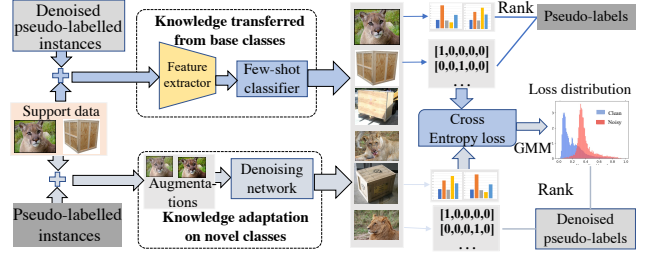 Denoised
pseudo-labelled
instances
Knowledge transferred
from base classes
Feature
extractor
Few-shot
classifier
Support data
Augmenta-
tions
Denoising
network
Knowledge adaptation
on novel classes
Pseudo-labelled
instances
Rank
Pseudo-labels
[1,0,0,0,0]
[0,0,1,0,0]
...
Cross
Entropy loss
GMM
Loss distribution
Clean
Noisy
Rank
[1,0,0,0,0]
[0,0,0,1,0]
...
Denoised
pseudo-labels